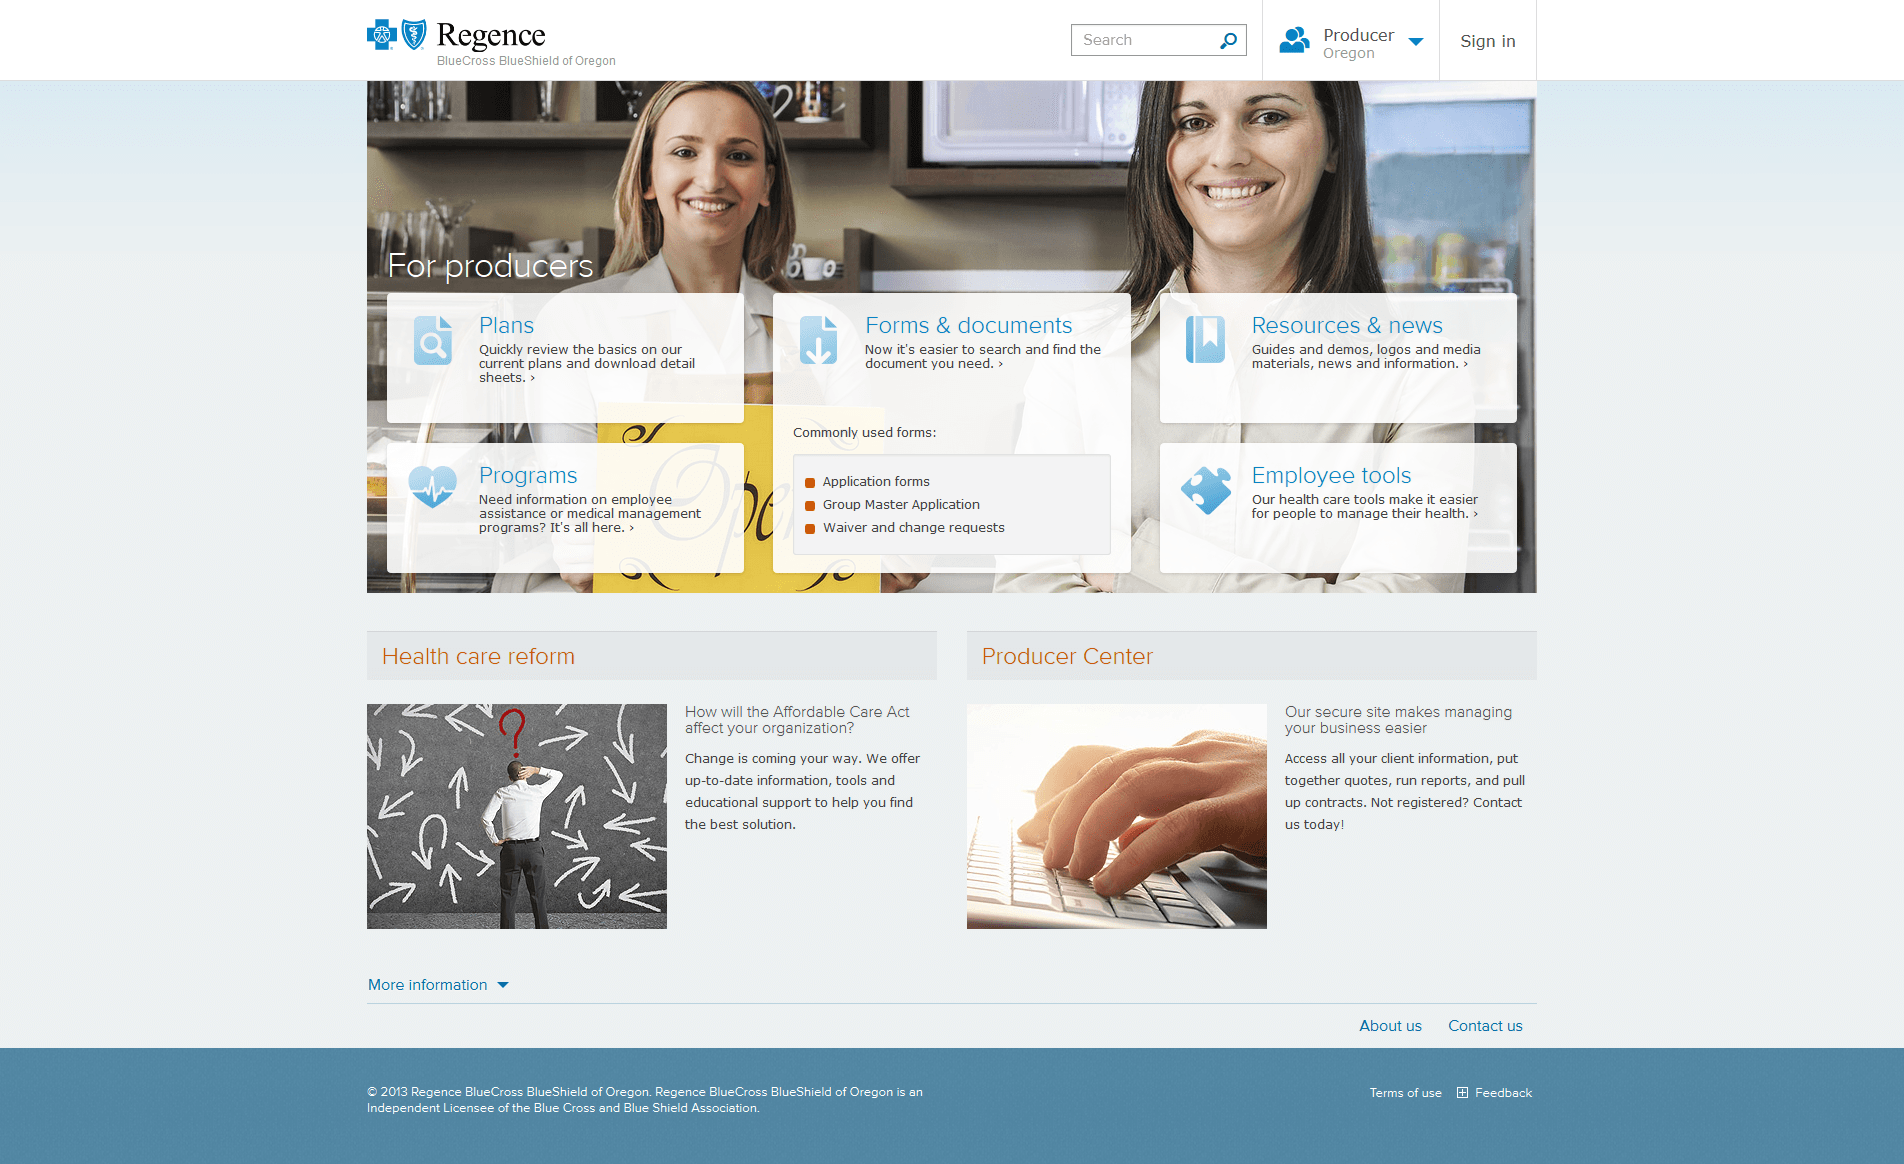 Regence
BlueCross BlueShield of Oregon
Search
Producer
Oregon
Sign in
For producers
Plans
Quickly review the basics on our
current plans and download detail
sheets. ›
Forms & documents
Now it's easier to search and find the
document you need. ›
Commonly used forms:
Application forms
Group Master Application
Waiver and change requests
Resources & news
Guides and demos, logos and media
materials, news and information. ›
Programs
Need information on employee
assistance or medical management
programs? It's all here. ›
Open
Employee tools
Our health care tools make it easier
for people to manage their health. ›
Health care reform
?
How will the Affordable Care Act
affect your organization?
Change is coming your way. We offer
up-to-date information, tools and
educational support to help you find
the best solution.
Producer Center
Our secure site makes managing
your business easier
Access all your client information, put
together quotes, run reports, and pull
up contracts. Not registered? Contact
us today!
More information
About us
Contact us
© 2013 Regence BlueCross BlueShield of Oregon. Regence BlueCross BlueShield of Oregon is an
Independent Licensee of the Blue Cross and Blue Shield Association.
Terms of use
Feedback